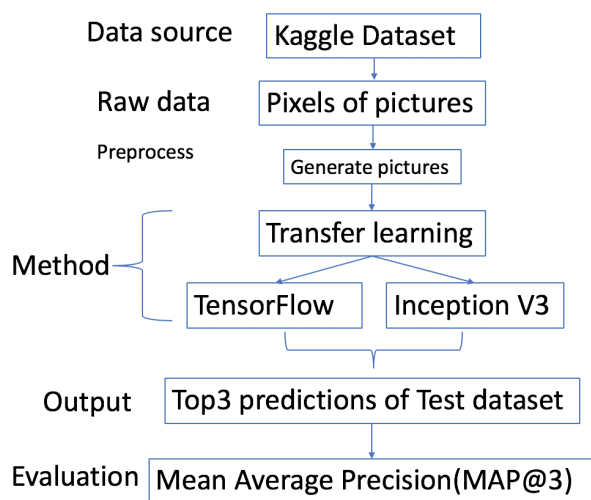 Data source Kaggle Dataset
Raw data Pixels of pictures
Preprocess Generate pictures
Transfer learning
Method
TensorFlow Inception V3
Output Top3 predictions of Test dataset
Evaluation Mean Average Precision(MAP@3)